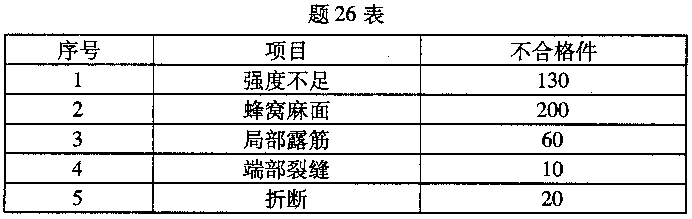 题 26 表
序号 项目 不合格件
1 强度不足 130
2 蜂窝麻面 200
3 局部露筋 60
4 端部裂缝 10
5 折断 20